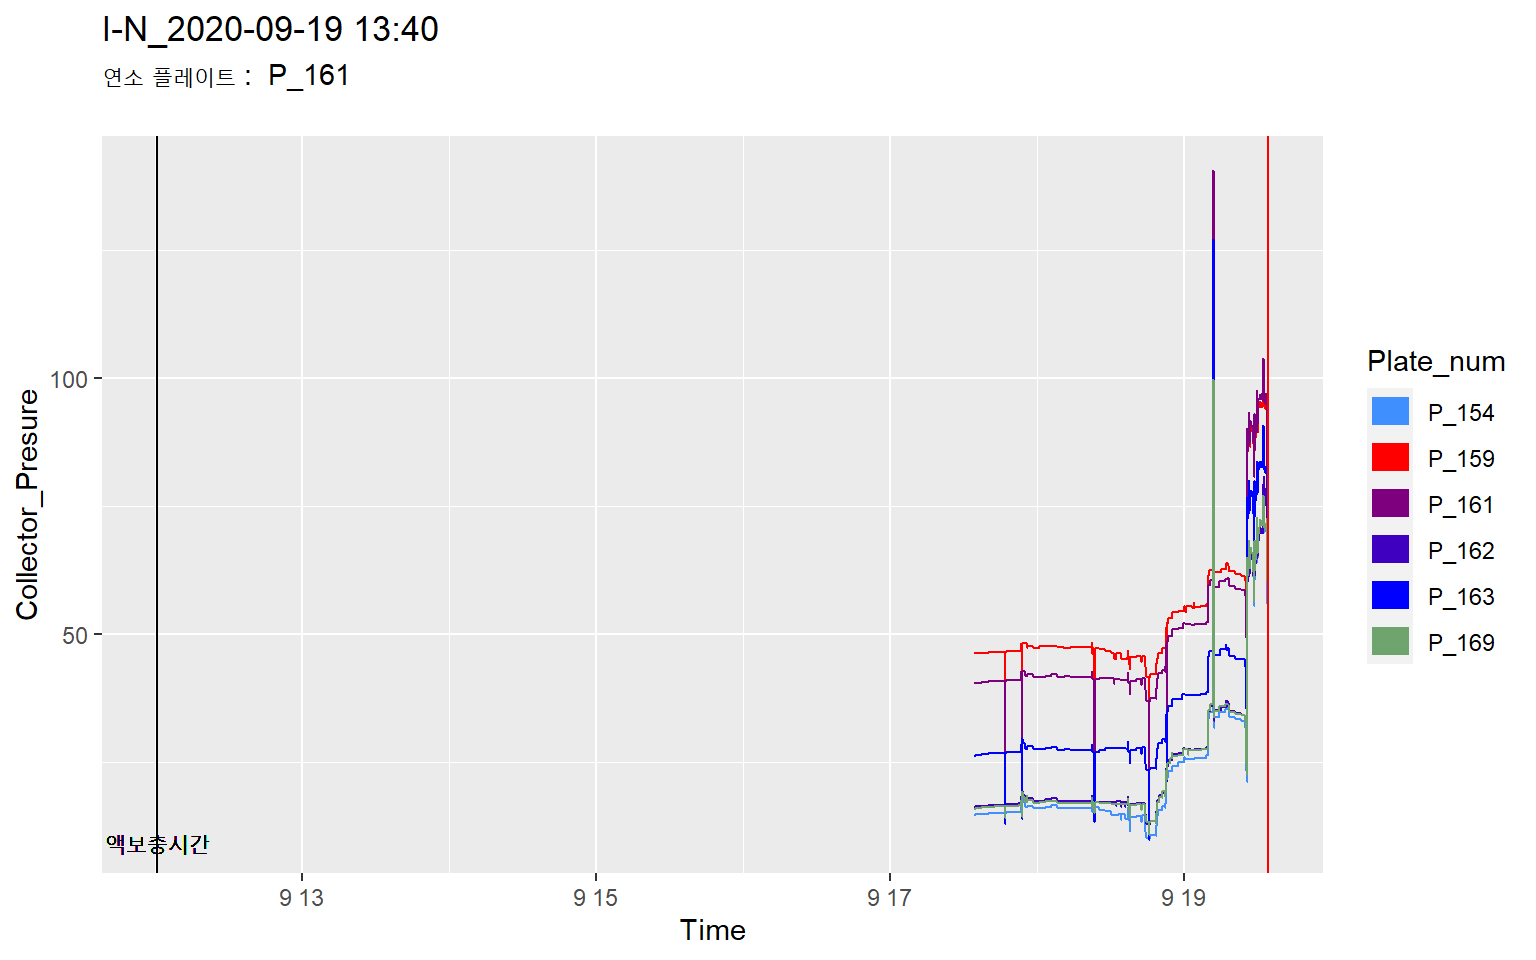 I-N_2020-09-19 13:40
연소 플레이트 : P_161
100
50
Collector_Presure
액보충시간
9 13
9 15
9 17
9 19
Time
Plate_num
P_154
P_159
P_161
P_162
P_163
P_169